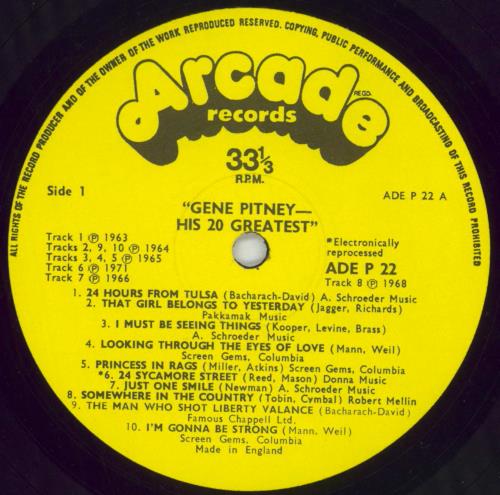 ALL RIGHTS OF THE RECORD PRODUCER AND OF THE OWNER OF THE WORK REPRODUCED RESERVED. COPYING, PUBLIC PERFORMANCE AND BROADCASTING OF THIS RECORD PROHIBITED
Arcade
REGD.
records
33⅓
R.P.M.
Side 1
ADE P 22 A
"GENE PITNEY—
HIS 20 GREATEST"
Track 1 ℗ 1963
Tracks 2, 9, 10 ℗ 1964
Tracks 3, 4, 5 ℗ 1965
Track 6 ℗ 1971
Track 7 ℗ 1966
*Electronically
reprocessed
ADE P 22
Track 8 ℗ 1968
1. 24 HOURS FROM TULSA (Bacharach-David) A. Schroeder Music
2. THAT GIRL BELONGS TO YESTERDAY (Jagger, Richards)
Pakkamak Music
3. I MUST BE SEEING THINGS (Kooper, Levine, Brass)
A. Schroeder Music
4. LOOKING THROUGH THE EYES OF LOVE (Mann, Weil)
Screen Gems, Columbia
5. PRINCESS IN RAGS (Miller, Atkins) Screen Gems, Columbia
*6. 24 SYCAMORE STREET (Reed, Mason) Donna Music
7. JUST ONE SMILE (Newman) A. Schroeder Music
8. SOMEWHERE IN THE COUNTRY (Tobin, Cymbal) Robert Mellin
9. THE MAN WHO SHOT LIBERTY VALANCE (Bacharach-David)
Famous Chappell Ltd.
10. I'M GONNA BE STRONG (Mann, Weil)
Screen Gems, Columbia
Made in England